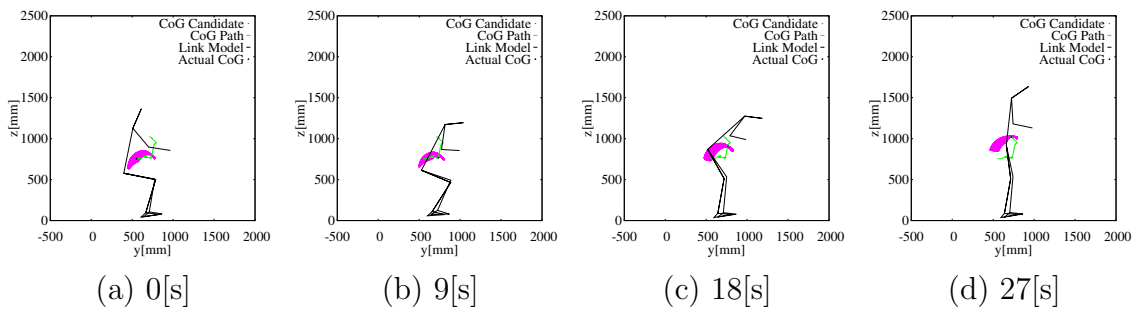 2500
2000
1500
1000
500
0
-500 0 500 1000 1500 2000
z[mm]
y[mm]
CoG Candidate
CoG Path
Link Model
Actual CoG
(a) 0[s]
2500
2000
1500
1000
500
0
-500 0 500 1000 1500 2000
z[mm]
y[mm]
CoG Candidate
CoG Path
Link Model
Actual CoG
(b) 9[s]
2500
2000
1500
1000
500
0
-500 0 500 1000 1500 2000
z[mm]
y[mm]
CoG Candidate
CoG Path
Link Model
Actual CoG
(c) 18[s]
2500
2000
1500
1000
500
0
-500 0 500 1000 1500 2000
z[mm]
y[mm]
CoG Candidate
CoG Path
Link Model
Actual CoG
(d) 27[s]